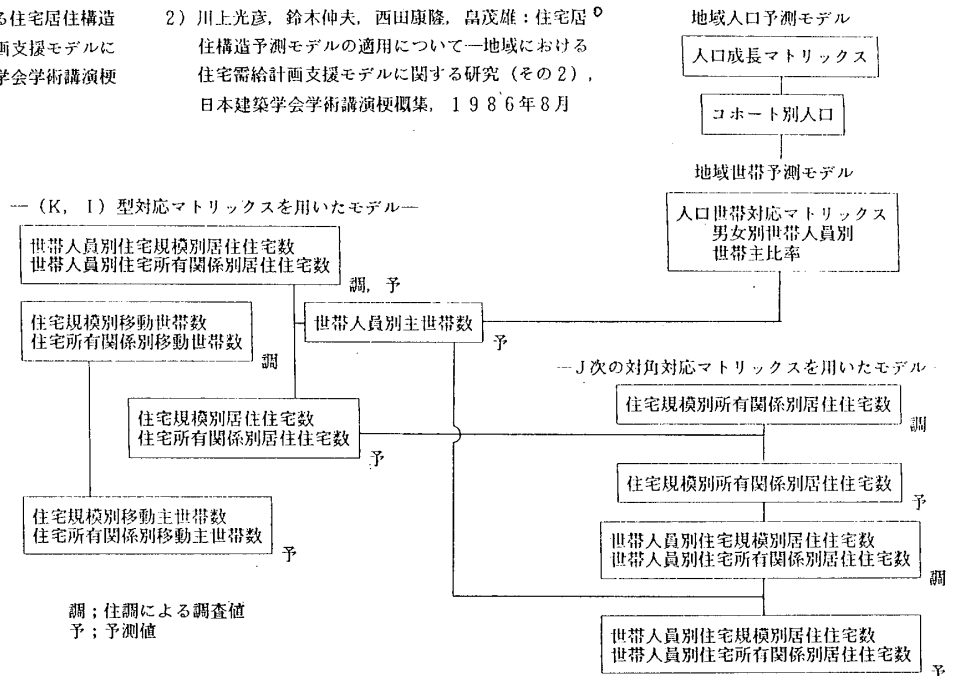 る住宅居住構造
画支援モデルに
学会学術講演梗
2）川上光彦，鈴木伸夫，西田康隆，畠茂雄：住宅居
住構造予測モデルの適用について―地域における
住宅需給計画支援モデルに関する研究（その2），
日本建築学会学術講演梗概集，1986年8月
地域人口予測モデル
人口成長マトリックス
コホート別人口
地域世帯予測モデル
人口世帯対応マトリックス
男女別世帯人員別
世帯主比率
―（K，I）型対応マトリックスを用いたモデル―
世帯人員別住宅規模別居住住宅数
世帯人員別住宅所有関係別居住住宅数
調，予
住宅規模別移動世帯数
住宅所有関係別移動世帯数
調
世帯人員別主世帯数
予
住宅規模別居住住宅数
住宅所有関係別居住住宅数
予
住宅規模別移動主世帯数
住宅所有関係別移動主世帯数
予
―J次の対角対応マトリックスを用いたモデル
住宅規模別所有関係別居住住宅数
調
住宅規模別所有関係別居住住宅数
予
世帯人員別住宅規模別居住住宅数
世帯人員別住宅所有関係別居住住宅数
調
世帯人員別住宅規模別居住住宅数
世帯人員別住宅所有関係別居住住宅数
予
調；住調による調査値
予；予測値